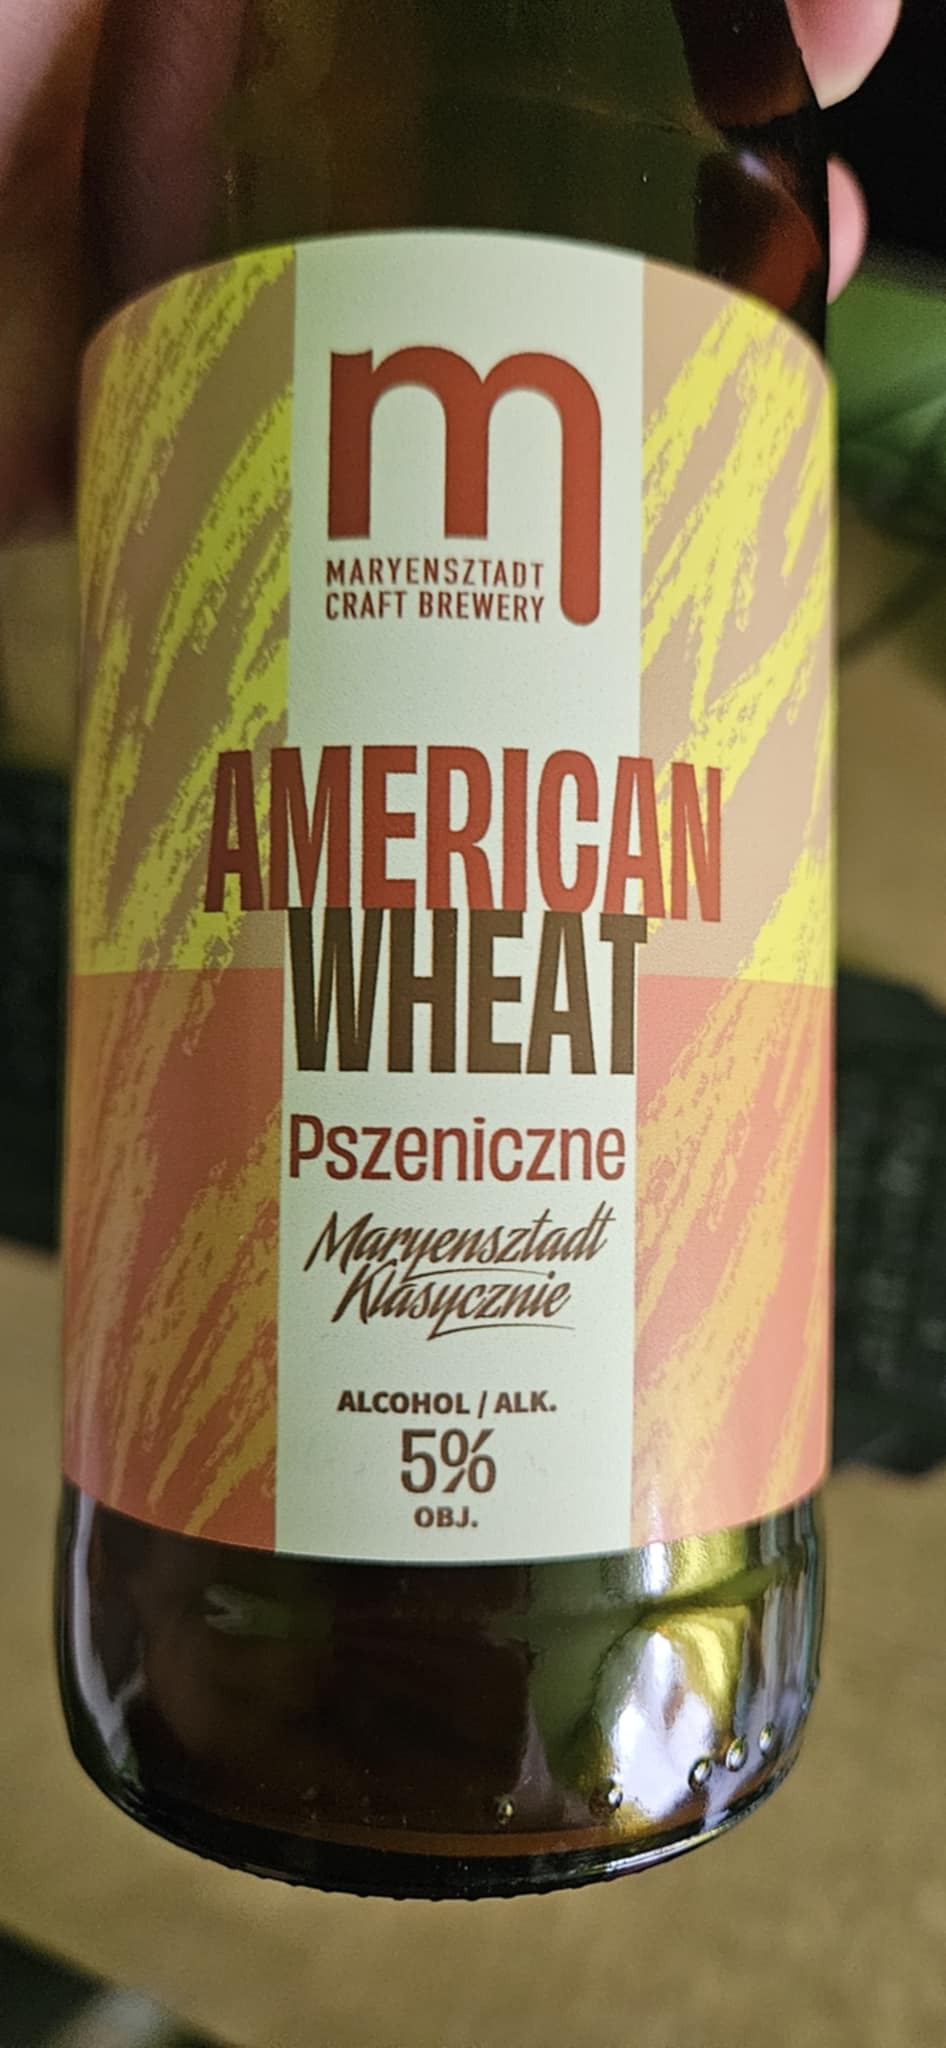 m
MARYENSZTADT
CRAFT BREWERY
AMERICAN
WHEAT
Pszeniczne
Maryensztadt
Klasycznie
ALCOHOL / ALK.
5%
OBJ.